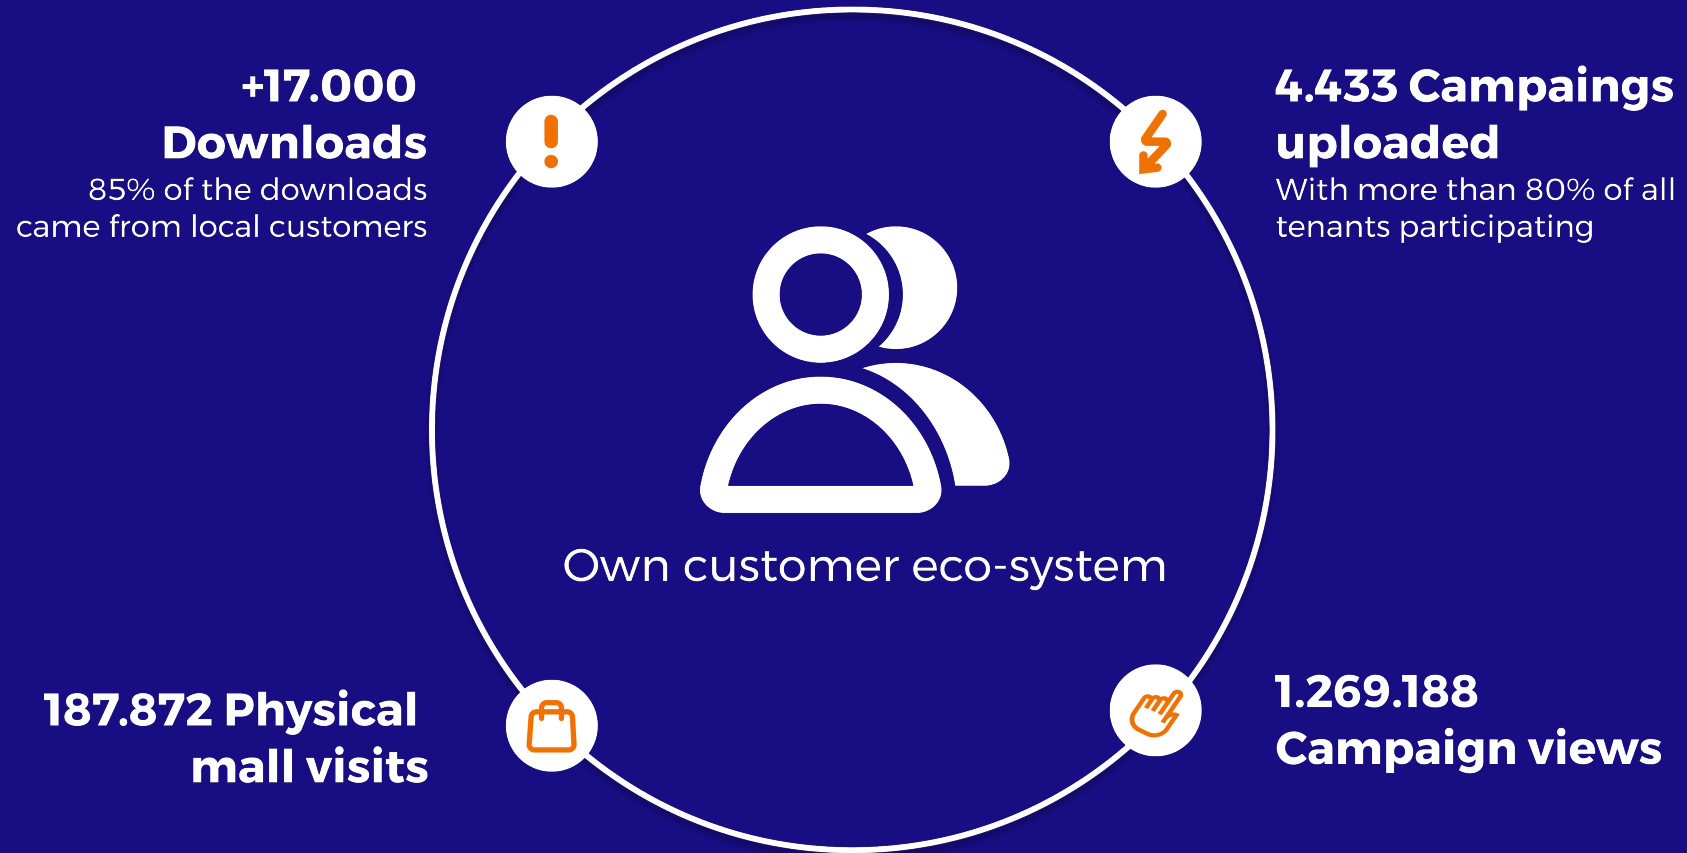 +17.000
Downloads
85% of the downloads
came from local customers
4.433 Campaings
uploaded
With more than 80% of all
tenants participating
Own customer eco-system
187.872 Physical
mall visits
1.269.188
Campaign views